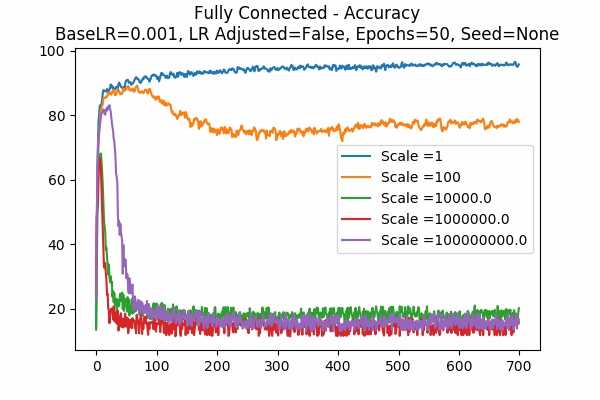 Fully Connected - Accuracy
BaseLR=0.001, LR Adjusted=False, Epochs=50, Seed=None
100
80
60
40
20
Scale =1
Scale =100
Scale =10000.0
Scale =1000000.0
Scale =100000000.0
0 100 200 300 400 500 600 700